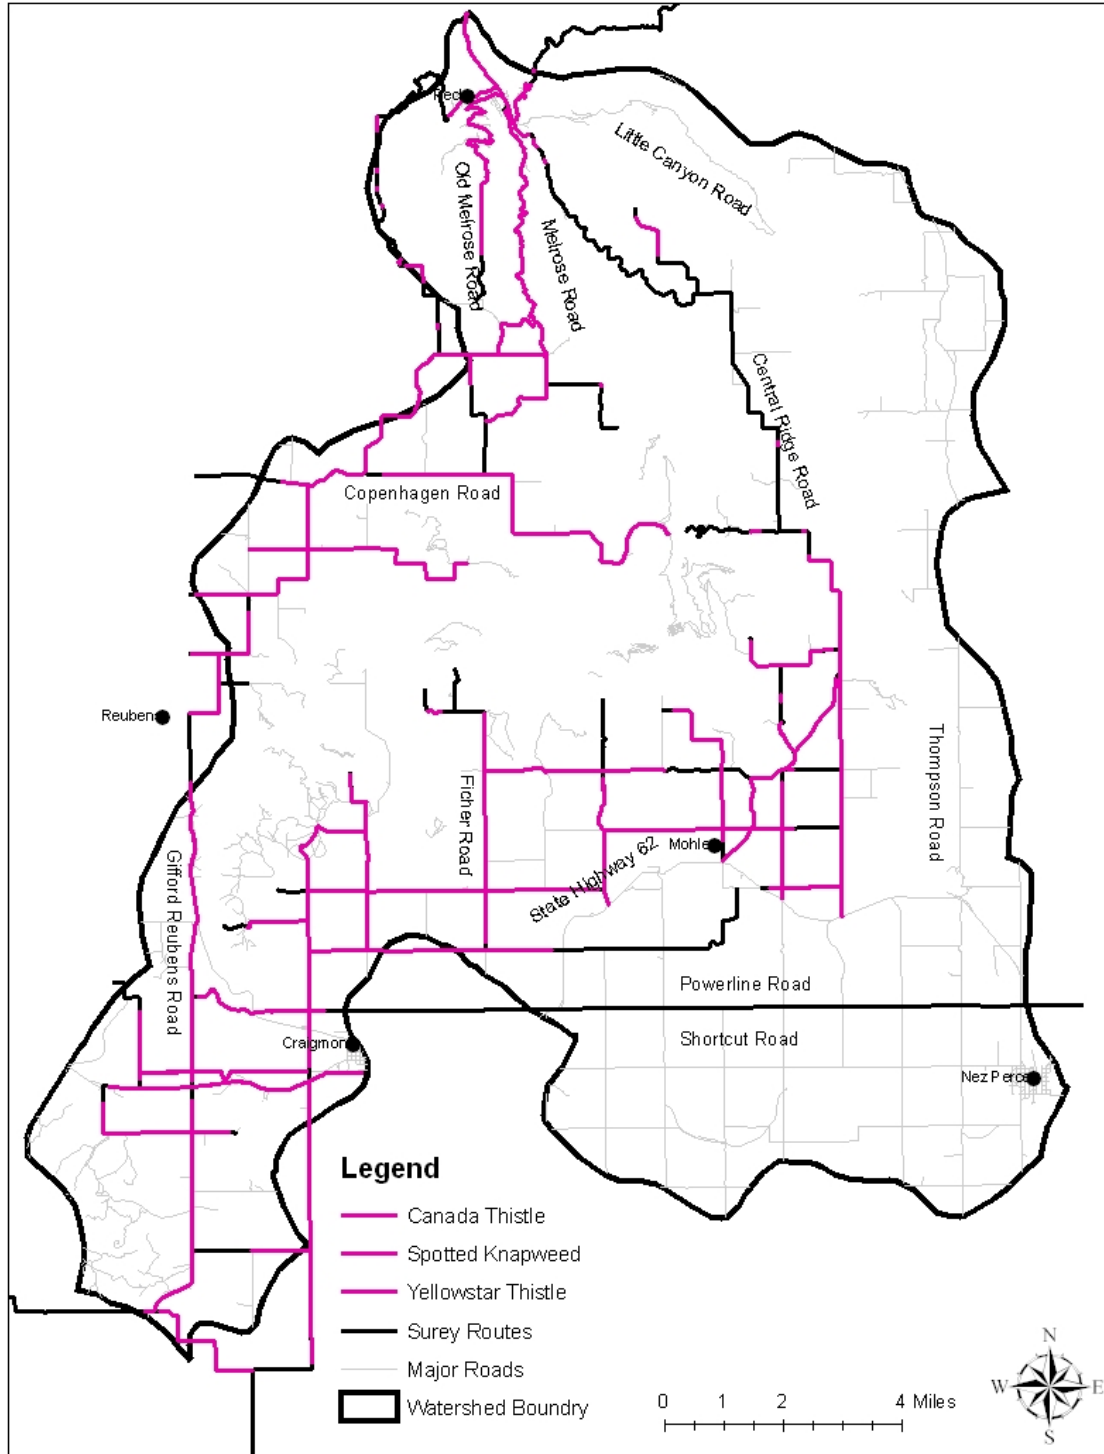 Peck
Little Canyon Road
Old Melrose Road
Melrose Road
Central Ridge Road
Copenhagen Road
Reubens
Thompson Road
Ficher Road
Mohler
State Highway 62
Gifford Reubens Road
Powerline Road
Craigmont
Shortcut Road
Nez Perce
Legend
Canada Thistle
Spotted Knapweed
Yellowstar Thistle
Surey Routes
Major Roads
Watershed Boundry
0 1 2 4 Miles
N
W E
S